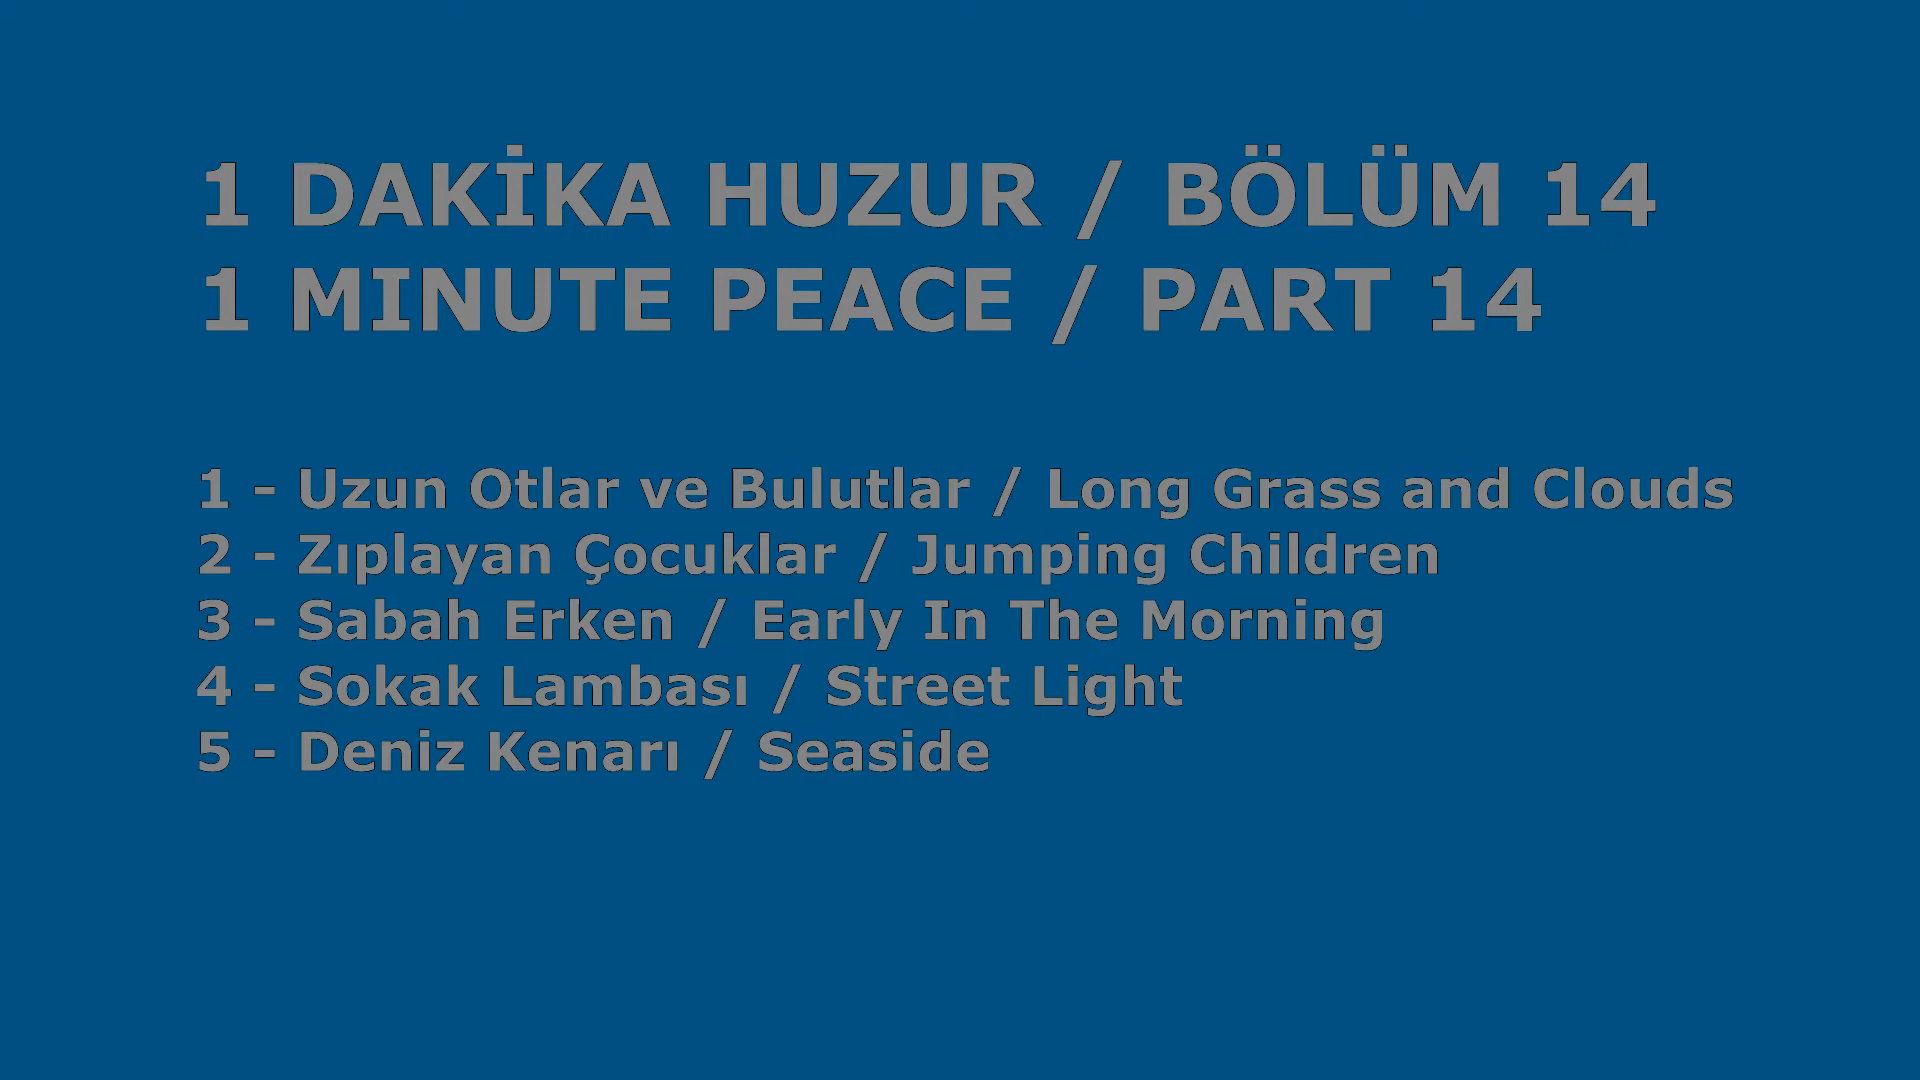 1 DAKİKA HUZUR / BÖLÜM 14
1 MINUTE PEACE / PART 14
1 - Uzun Otlar ve Bulutlar / Long Grass and Clouds
2 - Zıplayan Çocuklar / Jumping Children
3 - Sabah Erken / Early In The Morning
4 - Sokak Lambası / Street Light
5 - Deniz Kenarı / Seaside